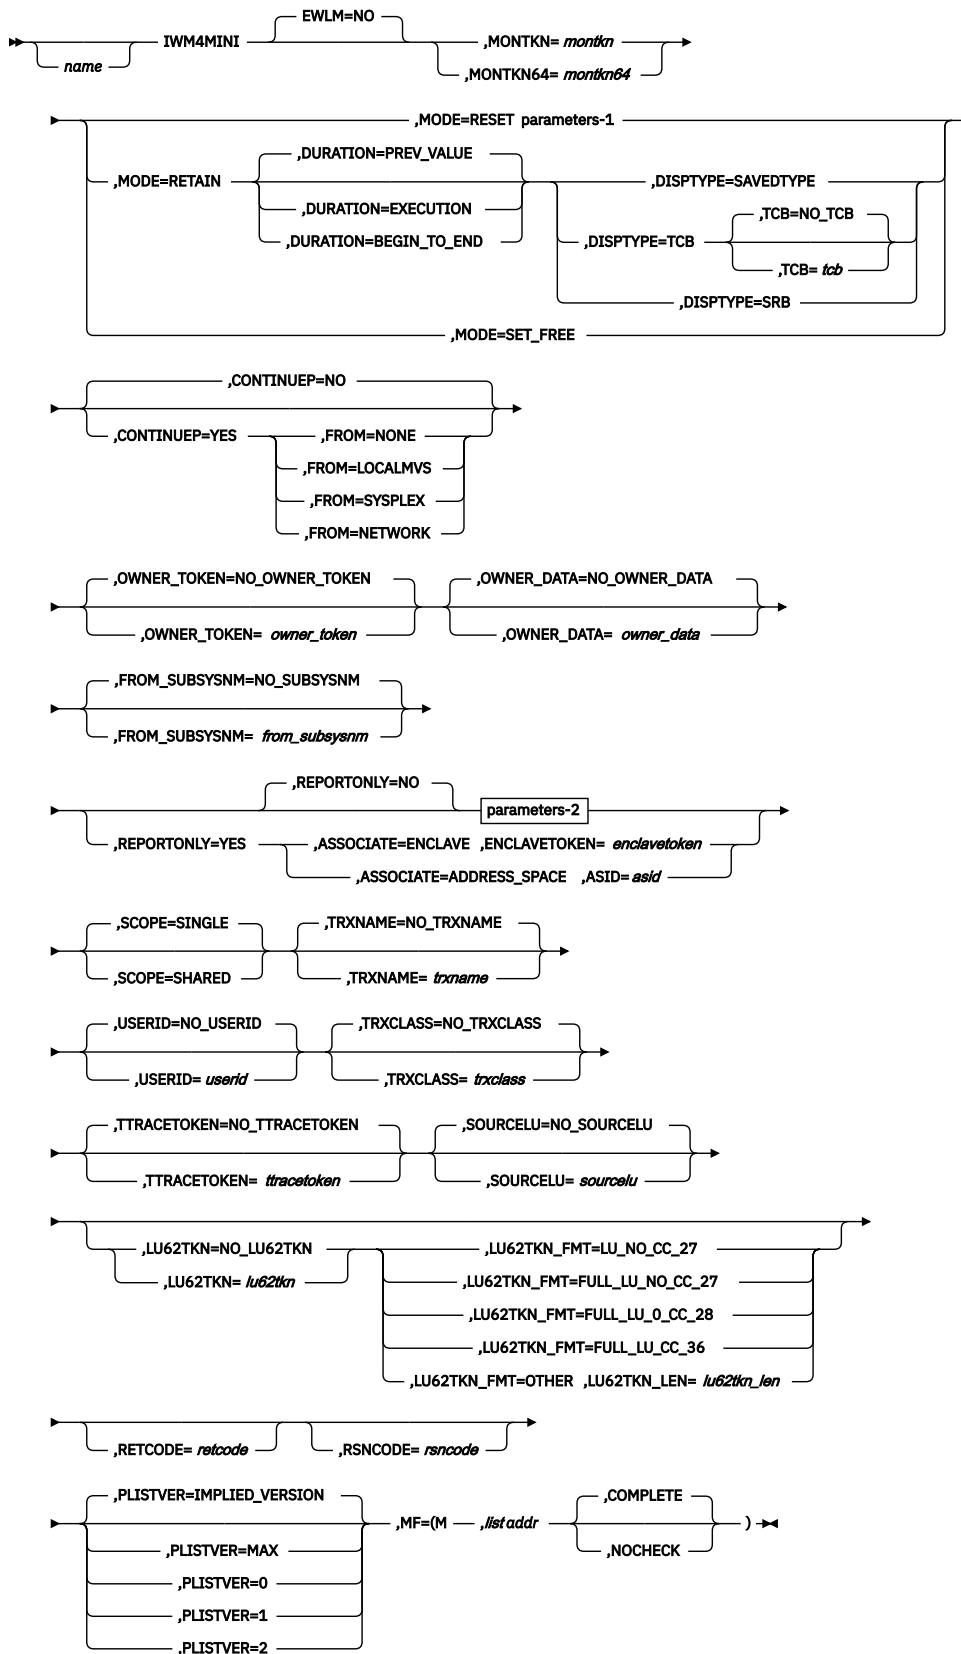 EWLM=NO
IWM4MINI ,MONTKN= montkn
name ,MONTKN64= montkn64
,MODE=RESET parameters-1
,DURATION=PREV_VALUE
,MODE=RETAIN ,DISPTYPE=SAVEDTYPE
,DURATION=EXECUTION ,TCB=NO_TCB
,DURATION=BEGIN_TO_END ,DISPTYPE=TCB
,TCB= tcb
,DISPTYPE=SRB
,MODE=SET_FREE
,CONTINUEP=NO
,CONTINUEP=YES ,FROM=NONE
,FROM=LOCALMVS
,FROM=SYSPLEX
,FROM=NETWORK
,OWNER_TOKEN=NO_OWNER_TOKEN ,OWNER_DATA=NO_OWNER_DATA
,OWNER_TOKEN= owner_token ,OWNER_DATA= owner_data
,FROM_SUBSYSNM=NO_SUBSYSNM
,FROM_SUBSYSNM= from_subsysnm
,REPORTONLY=NO
parameters-2
,REPORTONLY=YES ,ASSOCIATE=ENCLAVE ,ENCLAVETOKEN= enclavetoken
,ASSOCIATE=ADDRESS_SPACE ,ASID= asid
,SCOPE=SINGLE ,TRXNAME=NO_TRXNAME
,SCOPE=SHARED ,TRXNAME= trxname
,USERID=NO_USERID ,TRXCLASS=NO_TRXCLASS
,USERID= userid ,TRXCLASS= trxclass
,TTRACETOKEN=NO_TTRACETOKEN ,SOURCELU=NO_SOURCELU
,TTRACETOKEN= ttracetoken ,SOURCELU= sourcelu
,LU62TKN=NO_LU62TKN ,LU62TKN_FMT=LU_NO_CC_27
,LU62TKN= lu62tkn ,LU62TKN_FMT=FULL_LU_NO_CC_27
,LU62TKN_FMT=FULL_LU_0_CC_28
,LU62TKN_FMT=FULL_LU_CC_36
,LU62TKN_FMT=OTHER ,LU62TKN_LEN= lu62tkn_len
,RETCODE= retcode ,RSNCODE= rsncode
,PLISTVER=IMPLIED_VERSION ,COMPLETE
,MF=(M ,list addr )
,PLISTVER=MAX ,NOCHECK
,PLISTVER=0
,PLISTVER=1
,PLISTVER=2